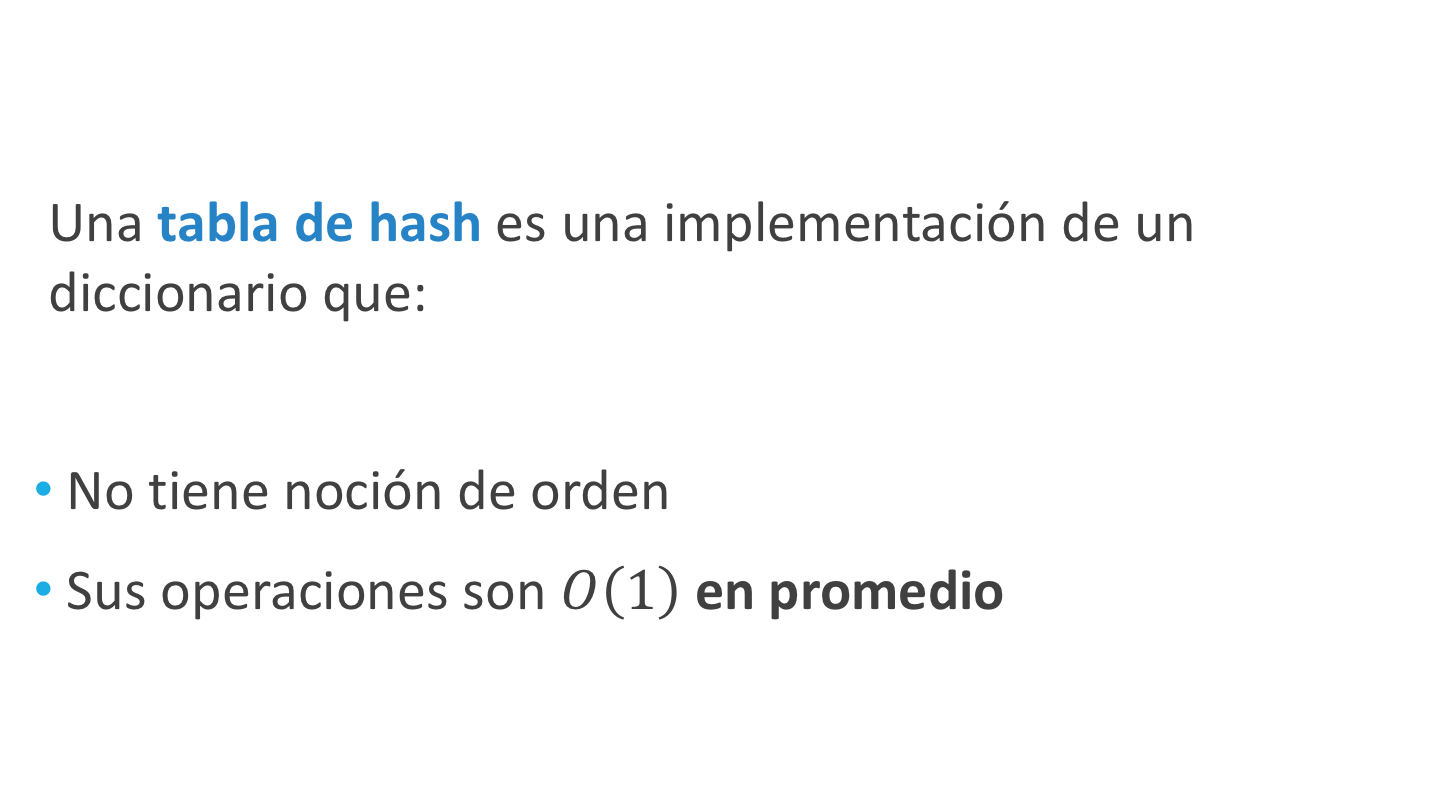 Una tabla de hash es una implementación de un
diccionario que:
• No tiene noción de orden
• Sus operaciones son O(1) en promedio